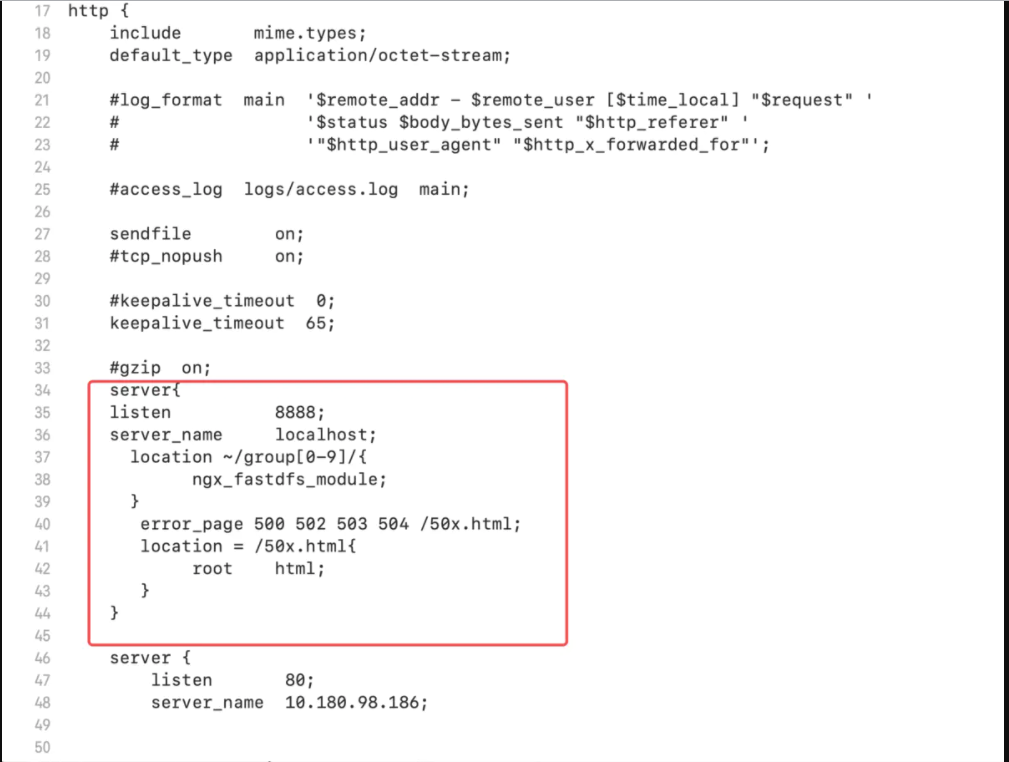 17 http {
18     include       mime.types;
19     default_type  application/octet-stream;
20
21     #log_format  main  '$remote_addr – $remote_user [$time_local] "$request" '
22     #                  '$status $body_bytes_sent "$http_referer" '
23     #                  '"$http_user_agent" "$http_x_forwarded_for"';
24
25     #access_log  logs/access.log  main;
26
27     sendfile        on;
28     #tcp_nopush     on;
29
30     #keepalive_timeout  0;
31     keepalive_timeout  65;
32
33     #gzip  on;
34     server{
35     listen          8888;
36     server_name     localhost;
37       location ~/group[0-9]/{
38             ngx_fastdfs_module;
39       }
40        error_page 500 502 503 504 /50x.html;
41        location = /50x.html{
42             root    html;
43        }
44     }
45
46     server {
47         listen       80;
48         server_name  10.180.98.186;
49
50